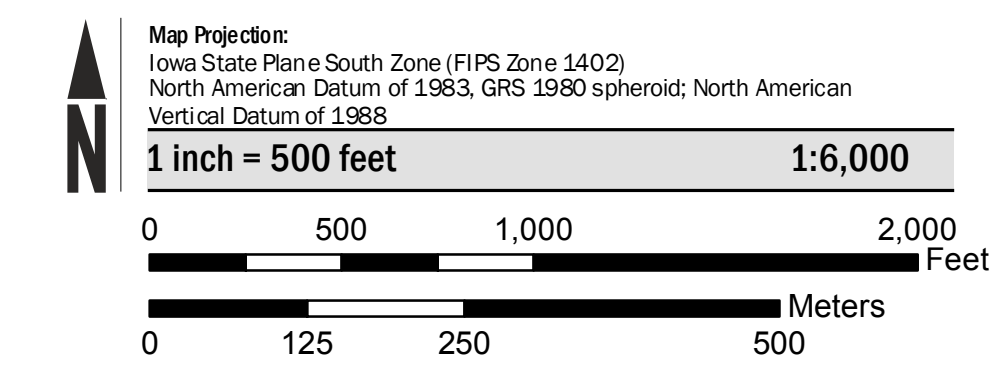 N
Map Projection:
Iowa State Plane South Zone (FIPS Zone 1402)
North American Datum of 1983, GRS 1980 spheroid; North American
Vertical Datum of 1988
1 inch = 500 feet 1:6,000
0 500 1,000 2,000
Feet
Meters
0 125 250 500